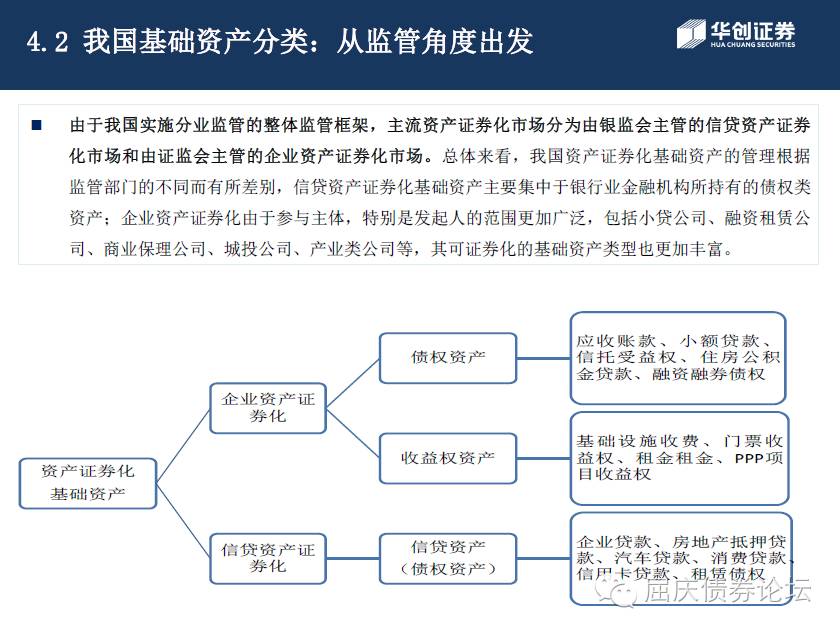 4.2 我国基础资产分类：从监管角度出发
华创证券
HUA CHUANG SECURITIES
由于我国实施分业监管的整体监管框架，主流资产证券化市场分为由银监会主管的信贷资产证券
化市场和由证监会主管的企业资产证券化市场。总体来看，我国资产证券化基础资产的管理根据
监管部门的不同而有所差别，信贷资产证券化基础资产主要集中于银行业金融机构所持有的债权类
资产；企业资产证券化由于参与主体，特别是发起人的范围更加广泛，包括小贷公司、融资租赁公
司、商业保理公司、城投公司、产业类公司等，其可证券化的基础资产类型也更加丰富。
资产证券化
基础资产
企业资产证
券化
债权资产
应收账款、小额贷款、
信托受益权、住房公积
金贷款、融资融券债权
收益权资产
基础设施收费、门票收
益权、租金租金、PPP项
目收益权
信贷资产证
券化
信贷资产
（债权资产）
企业贷款、房地产抵押贷
款、汽车贷款、消费贷款、
信用卡贷款、租赁债权
屈庆债券论坛